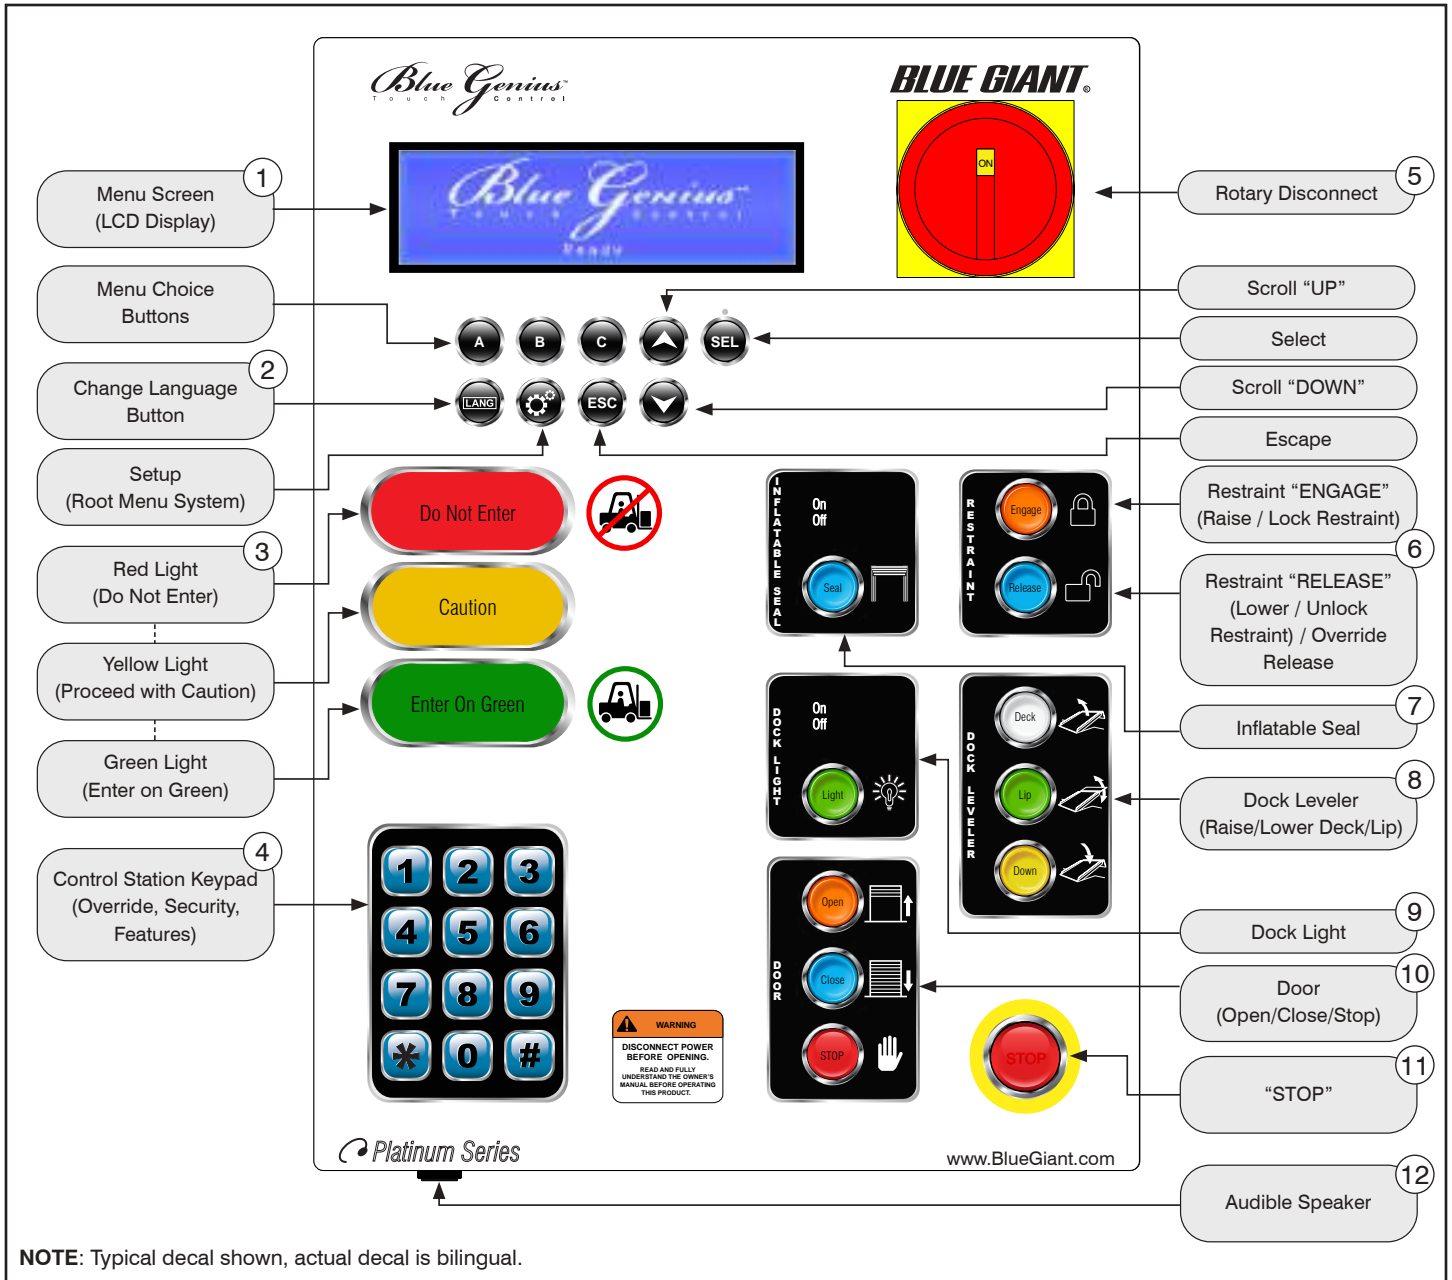 Blue Genius™
Touch Control
BLUE GIANT®
ON
Blue Genius™
Touch Control
Ready
1
Menu Screen
(LCD Display)
Menu Choice
Buttons
2
Change Language
Button
Setup
(Root Menu System)
3
Red Light
(Do Not Enter)
Yellow Light
(Proceed with Caution)
Green Light
(Enter on Green)
4
Control Station Keypad
(Override, Security,
Features)
A
B
C
SEL
LANG
ESC
Do Not Enter
Caution
Enter On Green
1 2 3
4 5 6
7 8 9
* 0 #
WARNING
DISCONNECT POWER
BEFORE OPENING.
READ AND FULLY
UNDERSTAND THE OWNER'S
MANUAL BEFORE OPERATING
THIS PRODUCT.
INFLATABLE SEAL
On
Off
Seal
RESTRAINT
Engage
Release
DOCK LIGHT
On
Off
Light
DOCK LEVELER
Deck
Lip
Down
DOOR
Open
Close
STOP
STOP
5
Rotary Disconnect
Scroll “UP”
Select
Scroll “DOWN”
Escape
Restraint “ENGAGE”
(Raise / Lock Restraint)
6
Restraint “RELEASE”
(Lower / Unlock
Restraint) / Override
Release
7
Inflatable Seal
8
Dock Leveler
(Raise/Lower Deck/Lip)
9
Dock Light
10
Door
(Open/Close/Stop)
11
“STOP”
12
Audible Speaker
Platinum Series
www.BlueGiant.com
NOTE: Typical decal shown, actual decal is bilingual.